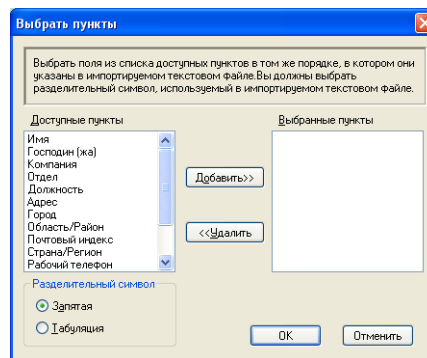 Выбрать пункты
Выбрать поля из списка доступных пунктов в том же порядке, в котором они
указаны в импортируемом текстовом файле.Вы должны выбрать
разделительный символ, используемый в импортируемом текстовом файле.
Доступные пункты
Выбранные пункты
Имя
Господин (жа)
Компания
Отдел
Должность
Адрес
Город
Область/Район
Почтовый индекс
Страна/Регион
Рабочий телефон
Добавить>>
<<Удалить
Разделительный символ
Запятая
Табуляция
OK
Отменить